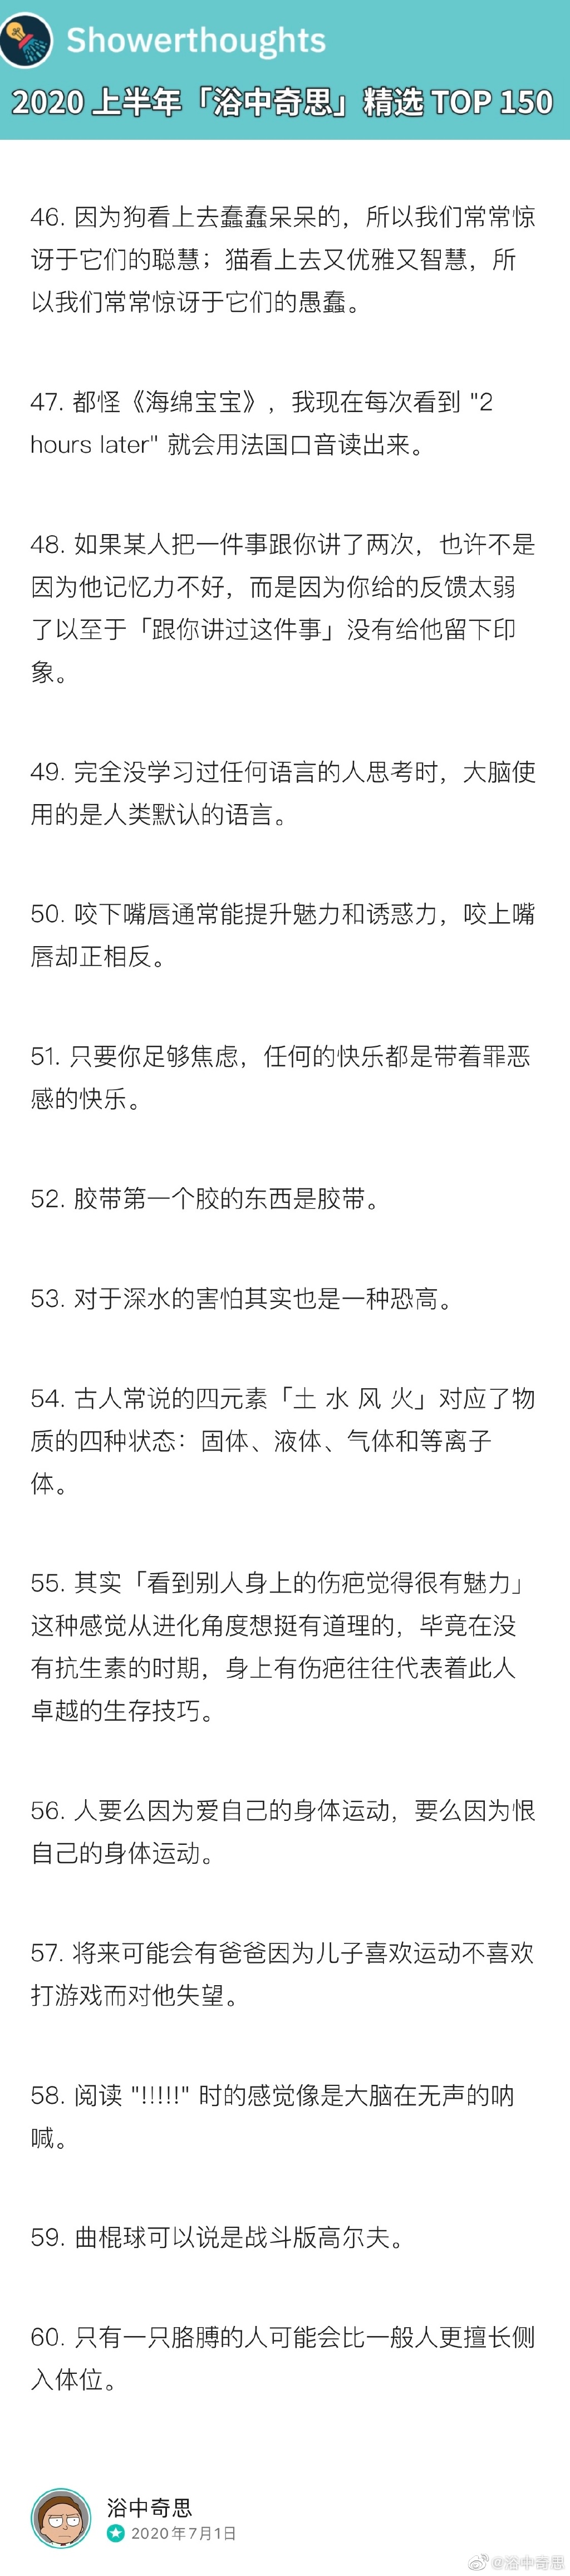 Showerthoughts
2020 上半年「浴中奇思」精选 TOP 150
46. 因为狗看上去蠢蠢呆呆的，所以我们常常惊
讶于它们的聪慧；猫看上去又优雅又智慧，所
以我们常常惊讶于它们的愚蠢。
47. 都怪《海绵宝宝》，我现在每次看到 "2
hours later" 就会用法国口音读出来。
48. 如果某人把一件事跟你讲了两次，也许不是
因为他记忆力不好，而是因为你给的反馈太弱
了以至于「跟你讲过这件事」没有给他留下印
象。
49. 完全没学习过任何语言的人思考时，大脑使
用的是人类默认的语言。
50. 咬下嘴唇通常能提升魅力和诱惑力，咬上嘴
唇却正相反。
51. 只要你足够焦虑，任何的快乐都是带着罪恶
感的快乐。
52. 胶带第一个胶的东西是胶带。
53. 对于深水的害怕其实也是一种恐高。
54. 古人常说的四元素「土 水 风 火」对应了物
质的四种状态：固体、液体、气体和等离子
体。
55. 其实「看到别人身上的伤疤觉得很有魅力」
这种感觉从进化角度想挺有道理的，毕竟在没
有抗生素的时期，身上有伤疤往往代表着此人
卓越的生存技巧。
56. 人要么因为爱自己的身体运动，要么因为恨
自己的身体运动。
57. 将来可能会有爸爸因为儿子喜欢运动不喜欢
打游戏而对他失望。
58. 阅读 "!!!!!" 时的感觉像是大脑在无声的呐
喊。
59. 曲棍球可以说是战斗版高尔夫。
60. 只有一只胳膊的人可能会比一般人更擅长侧
入体位。
浴中奇思
2020年7月1日
@浴中奇思